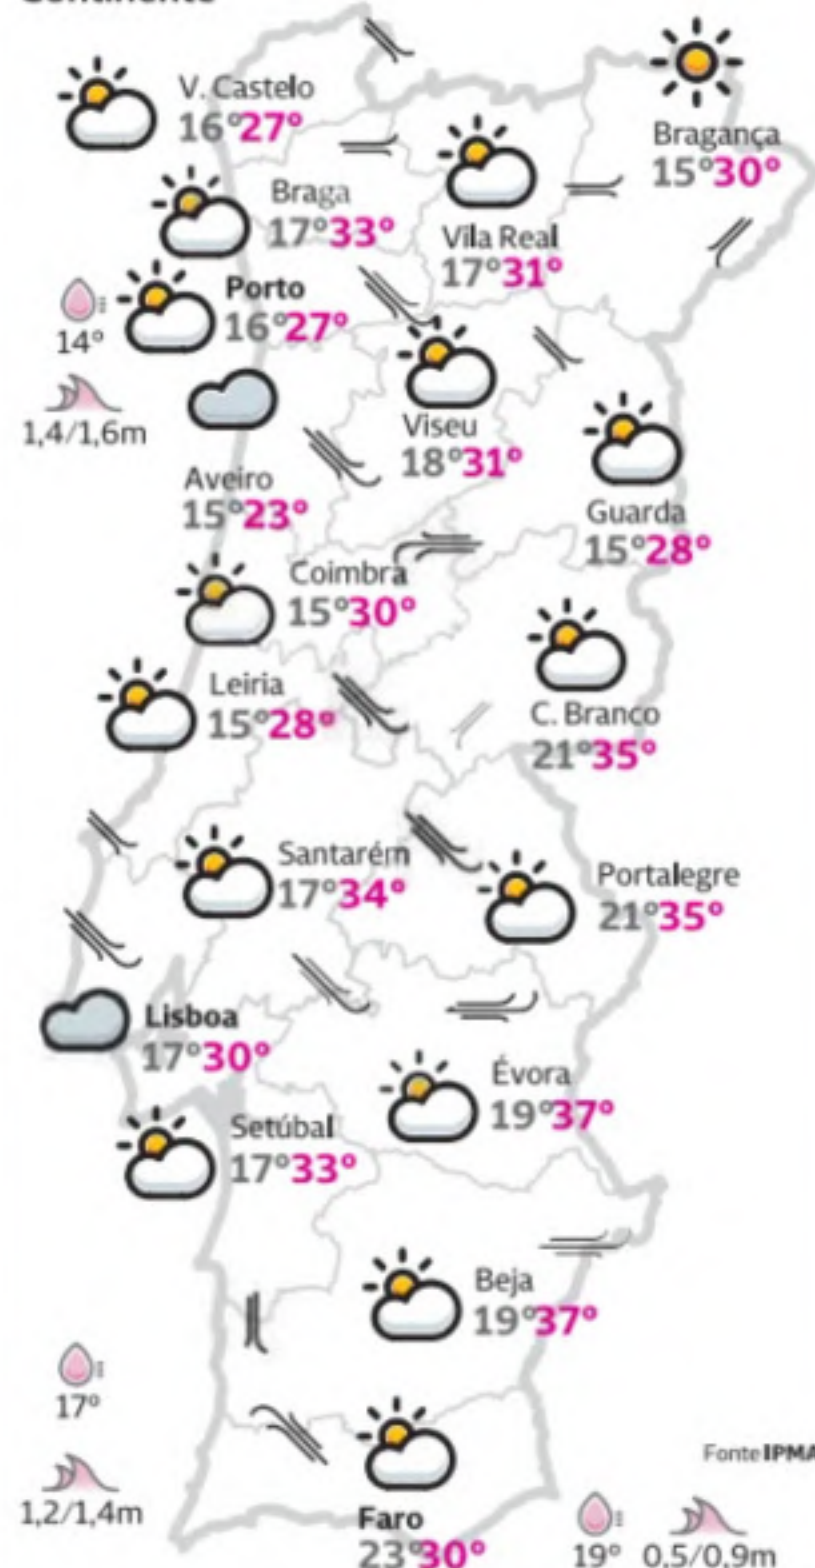 Continente
V. Castelo
16° 27°
Bragança
15° 30°
Braga
17° 33°
Vila Real
17° 31°
Porto
16° 27°
14°
1,4/1,6m
Viseu
18° 31°
Aveiro
15° 23°
Guarda
15° 28°
Coimbra
15° 30°
Leiria
15° 28°
C. Branco
21° 35°
Santarém
17° 34°
Portalegre
21° 35°
Lisboa
17° 30°
Évora
19° 37°
Setúbal
17° 33°
Beja
19° 37°
17°
1,2/1,4m
Fonte IPMA
Faro
23° 30°
19° 0,5/0,9m